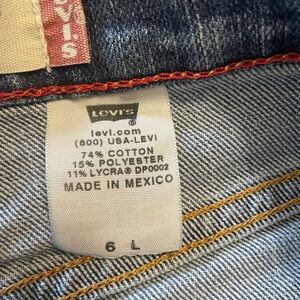 LEVI'S
LEVI'S
levi.com
(800) USA-LEVI
74% COTTON
15% POLYESTER
11% LYCRA® DP0002
MADE IN MEXICO
6 L